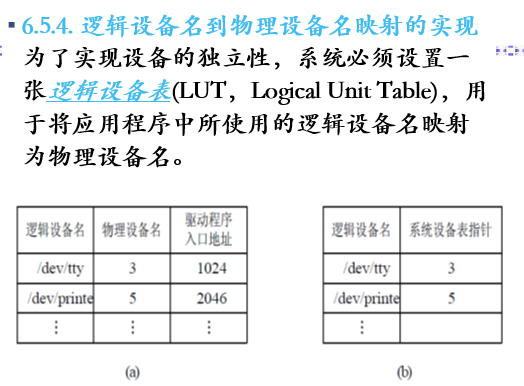 6.5.4. 逻辑设备名到物理设备名映射的实现
为了实现设备的独立性，系统必须设置一
张逻辑设备表(LUT，Logical Unit Table)，用
于将应用程序中所使用的逻辑设备名映射
为物理设备名。
逻辑设备名 物理设备名 驱动程序
入口地址
/dev/tty 3 1024
/dev/printe 5 2046
⋮ ⋮ ⋮
(a)
逻辑设备名 系统设备表指针
/dev/tty 3
/dev/printe 5
⋮
(b)